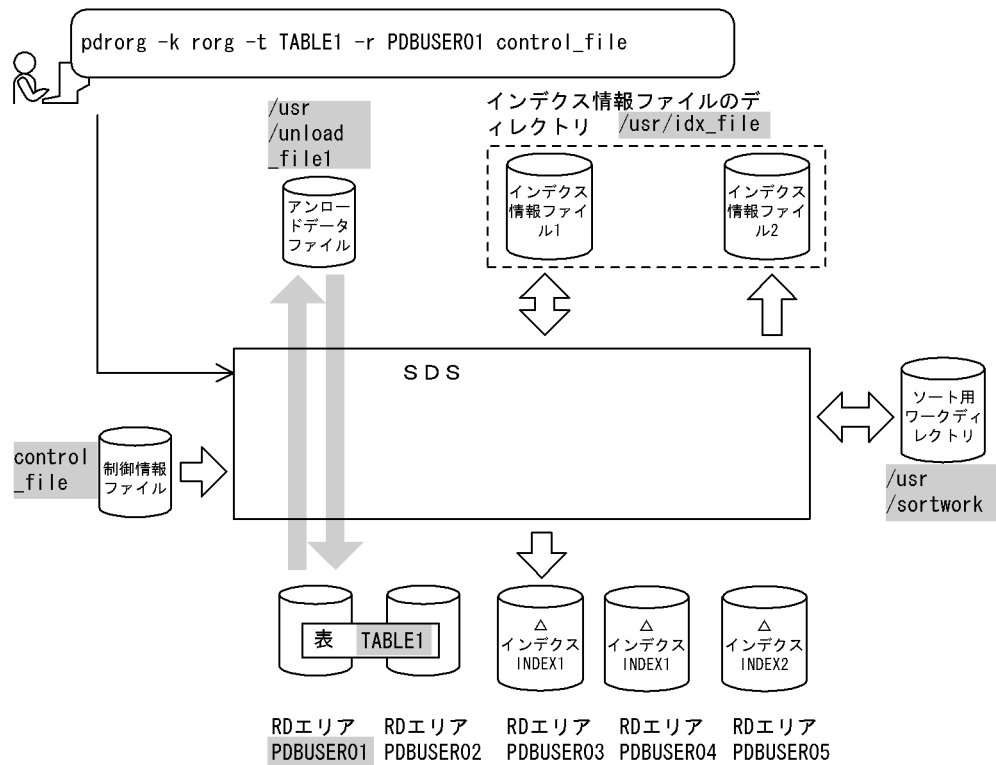 pdrorg -k rorg -t TABLE1 -r PDBUSER01 control_file
/usr
/unload
_file1
インデクス情報ファイルのデ
ィレクトリ /usr/idx_file
アンロー
ドデータ
ファイル
インデクス
情報ファイ
ル1
インデクス
情報ファイ
ル2
SDS
ソート用
ワークディ
レクトリ
/usr
/sortwork
control
_file
制御情報
ファイル
表 TABLE1
△
インデクス
INDEX1
△
インデクス
INDEX1
△
インデクス
INDEX2
RDエリア
PDBUSER01
RDエリア
PDBUSER02
RDエリア
PDBUSER03
RDエリア
PDBUSER04
RDエリア
PDBUSER05